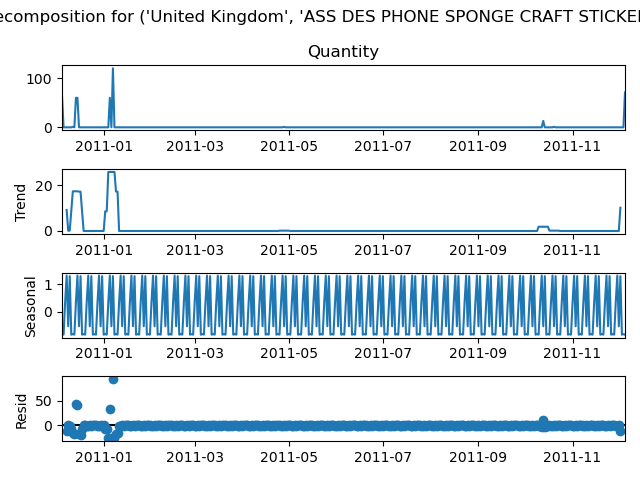 ecomposition for ('United Kingdom', 'ASS DES PHONE SPONGE CRAFT STICKER
Quantity
100
0
2011-01 2011-03 2011-05 2011-07 2011-09 2011-11
Trend
20
0
2011-01 2011-03 2011-05 2011-07 2011-09 2011-11
Seasonal
1
0
2011-01 2011-03 2011-05 2011-07 2011-09 2011-11
Resid
50
0
2011-01 2011-03 2011-05 2011-07 2011-09 2011-11